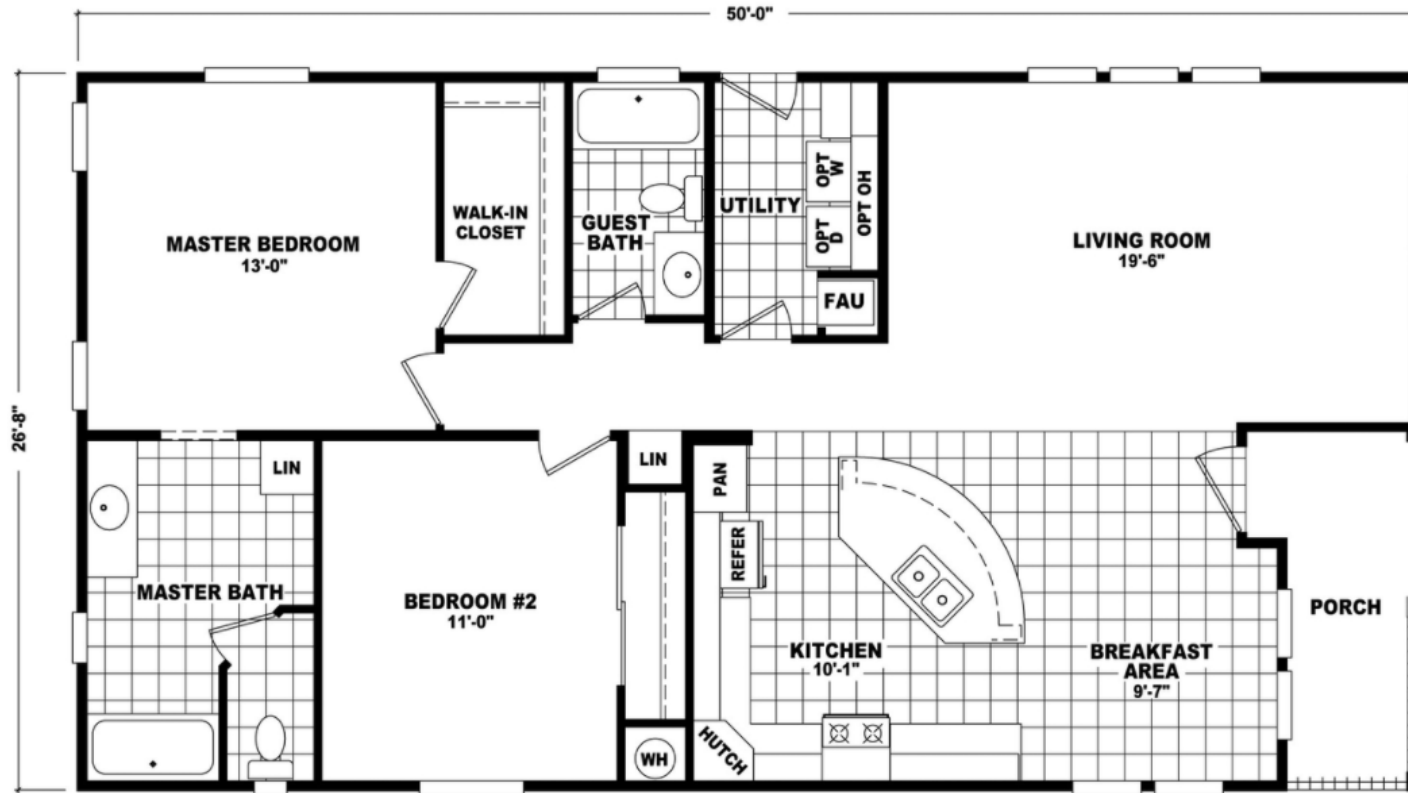 50'-0"
26'-8"
MASTER BEDROOM
13'-0"
WALK-IN
CLOSET
GUEST
BATH
UTILITY
OPT
W
OPT
D
OPT OH
FAU
LIVING ROOM
19'-6"
LIN
MASTER BATH
BEDROOM #2
11'-0"
LIN
WH
PAN
REFER
HUTCH
KITCHEN
10'-1"
BREAKFAST
AREA
9'-7"
PORCH